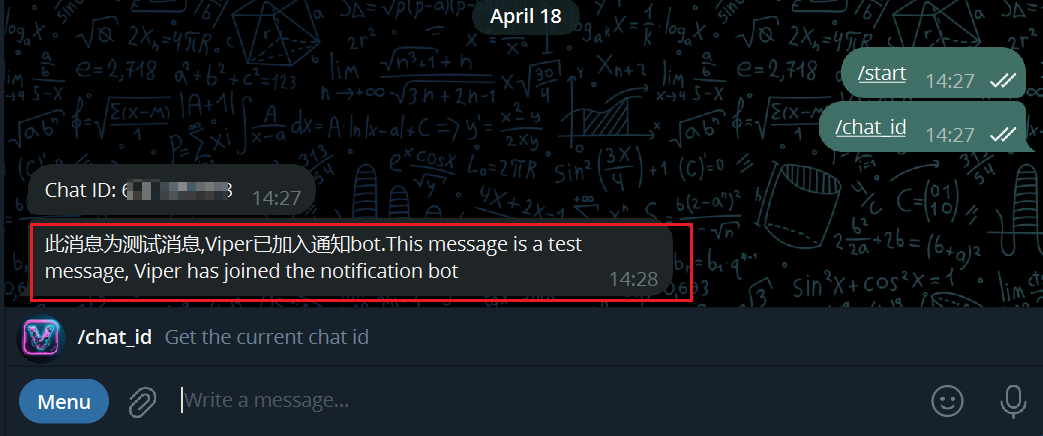 April 18
/start 14:27
/chat_id 14:27
Chat ID: 6 3 14:27
此消息为测试消息,Viper已加入通知bot.This message is a test
message, Viper has joined the notification bot
14:28
/chat_id Get the current chat id
Menu Write a message...